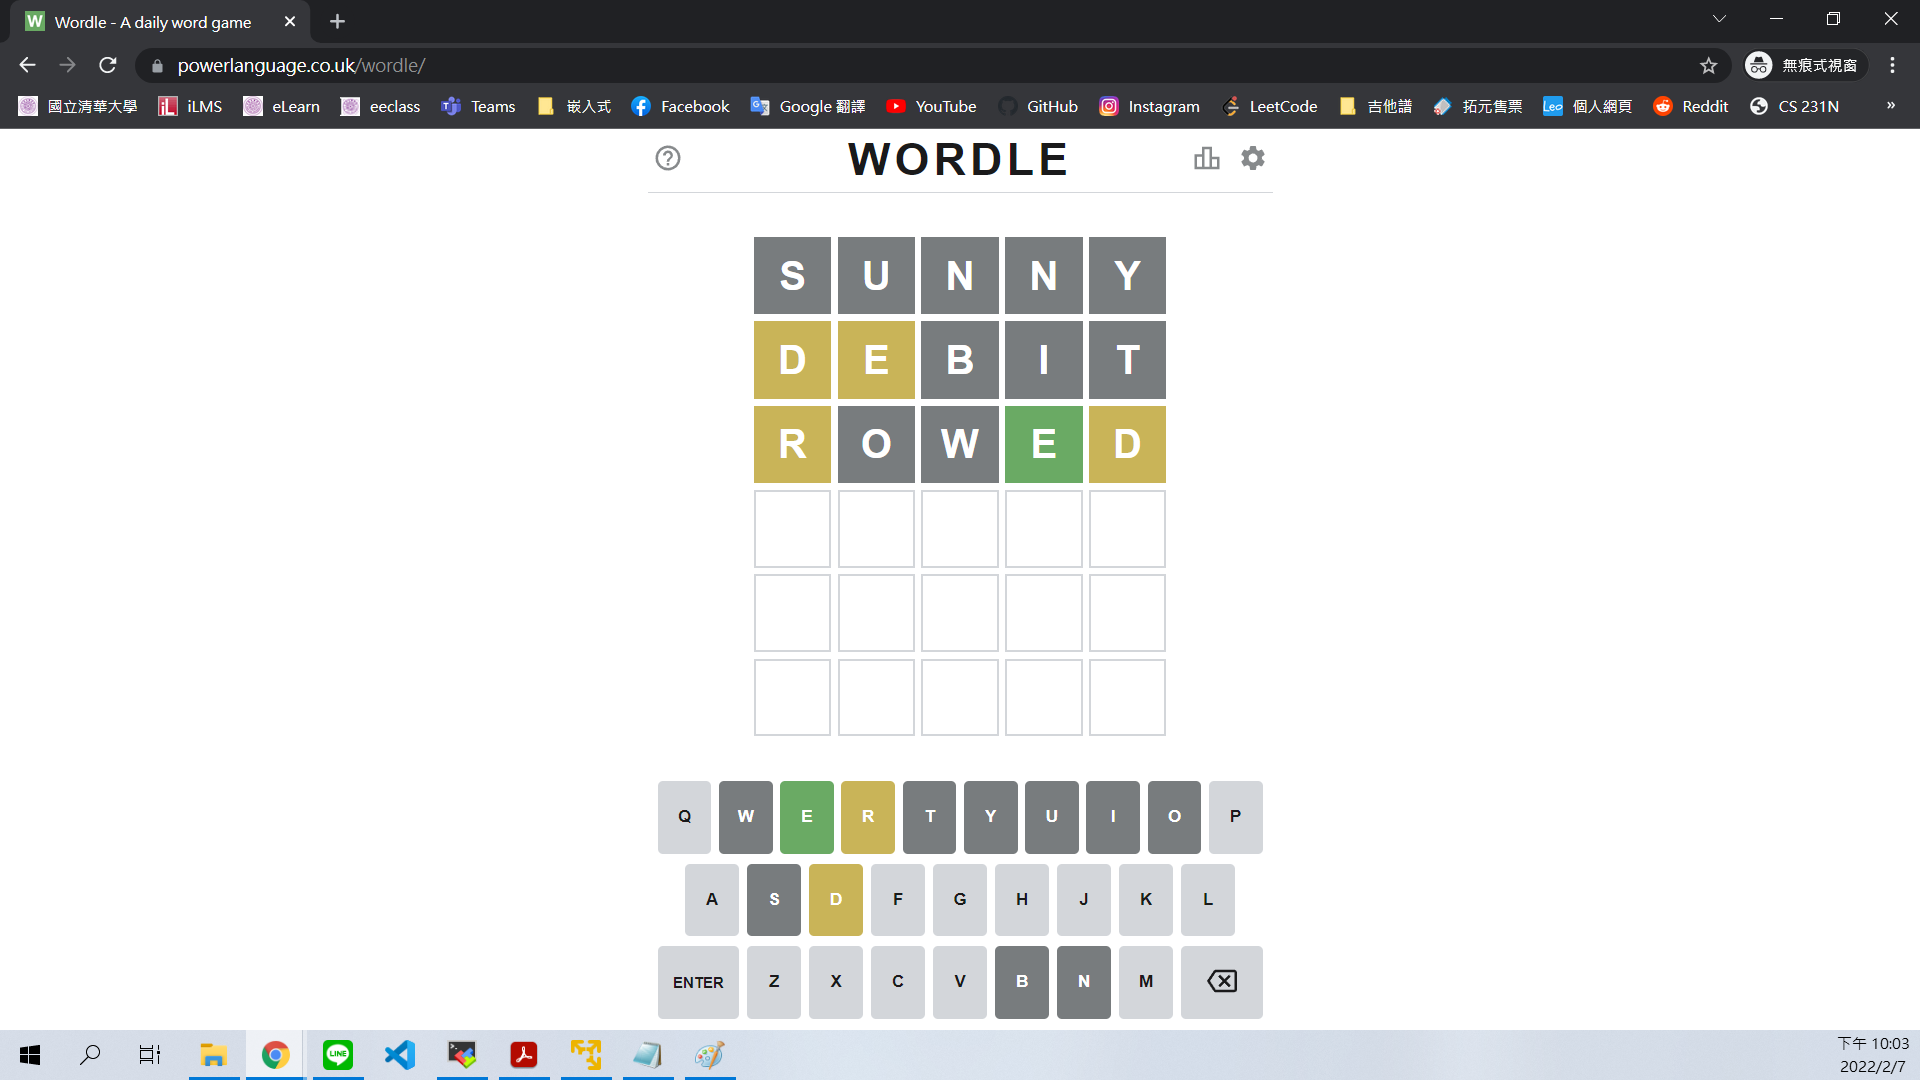 Wordle - A daily word game
powerlanguage.co.uk/wordle/ 無痕式視窗
國立清華大學 iLMS eLearn eeclass Teams 嵌入式 Facebook Google 翻譯 YouTube GitHub Instagram LeetCode 吉他譜 拓元售票 Leo 個人網頁 Reddit CS 231N »
WORDLE
S U N N Y
D E B I T
R O W E D
Q W E R T Y U I O P
A S D F G H J K L
ENTER Z X C V B N M
LINE
下午 10:03
2022/2/7